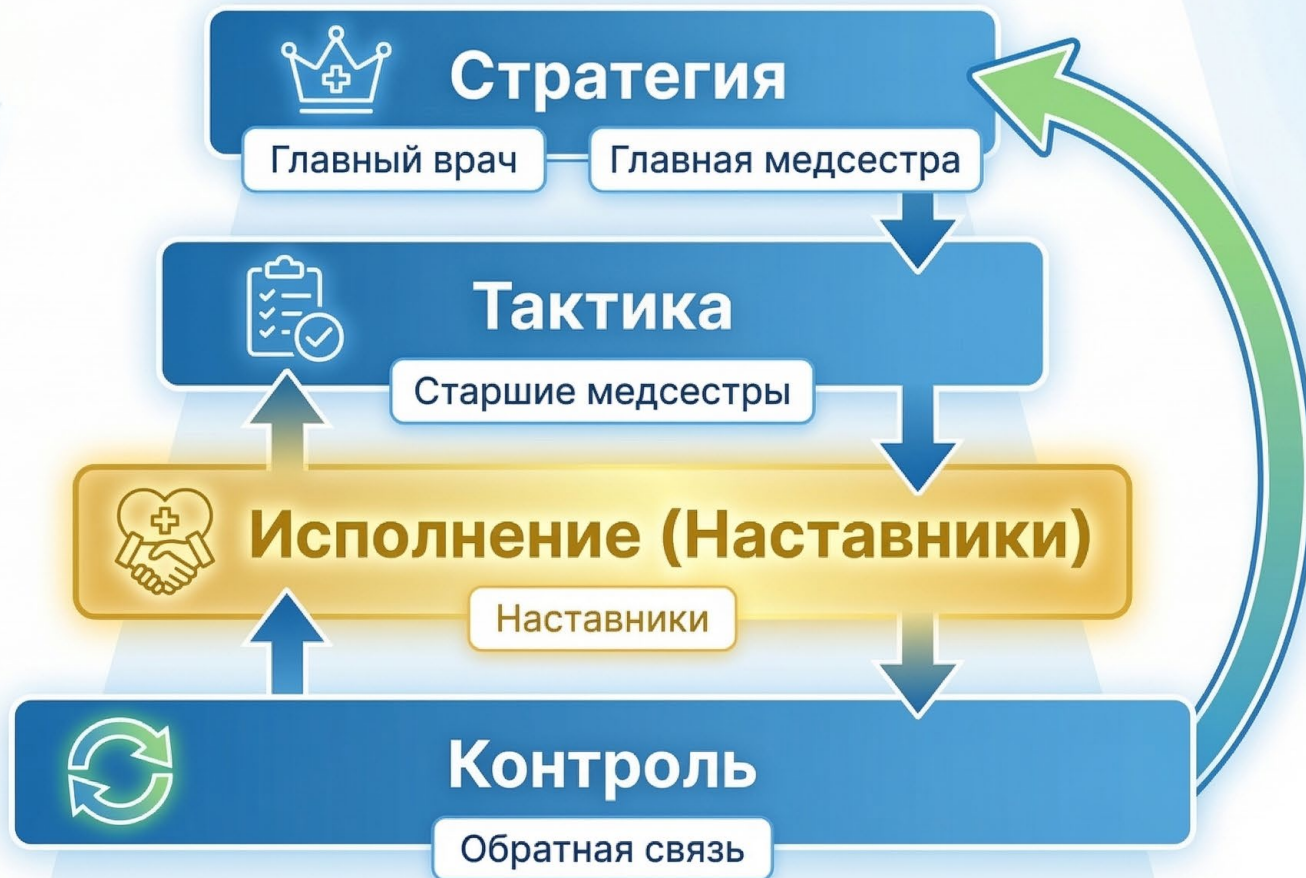 Стратегия
Главный врач
Главная медсестра
Тактика
Старшие медсестры
Исполнение (Наставники)
Наставники
Контроль
Обратная связь